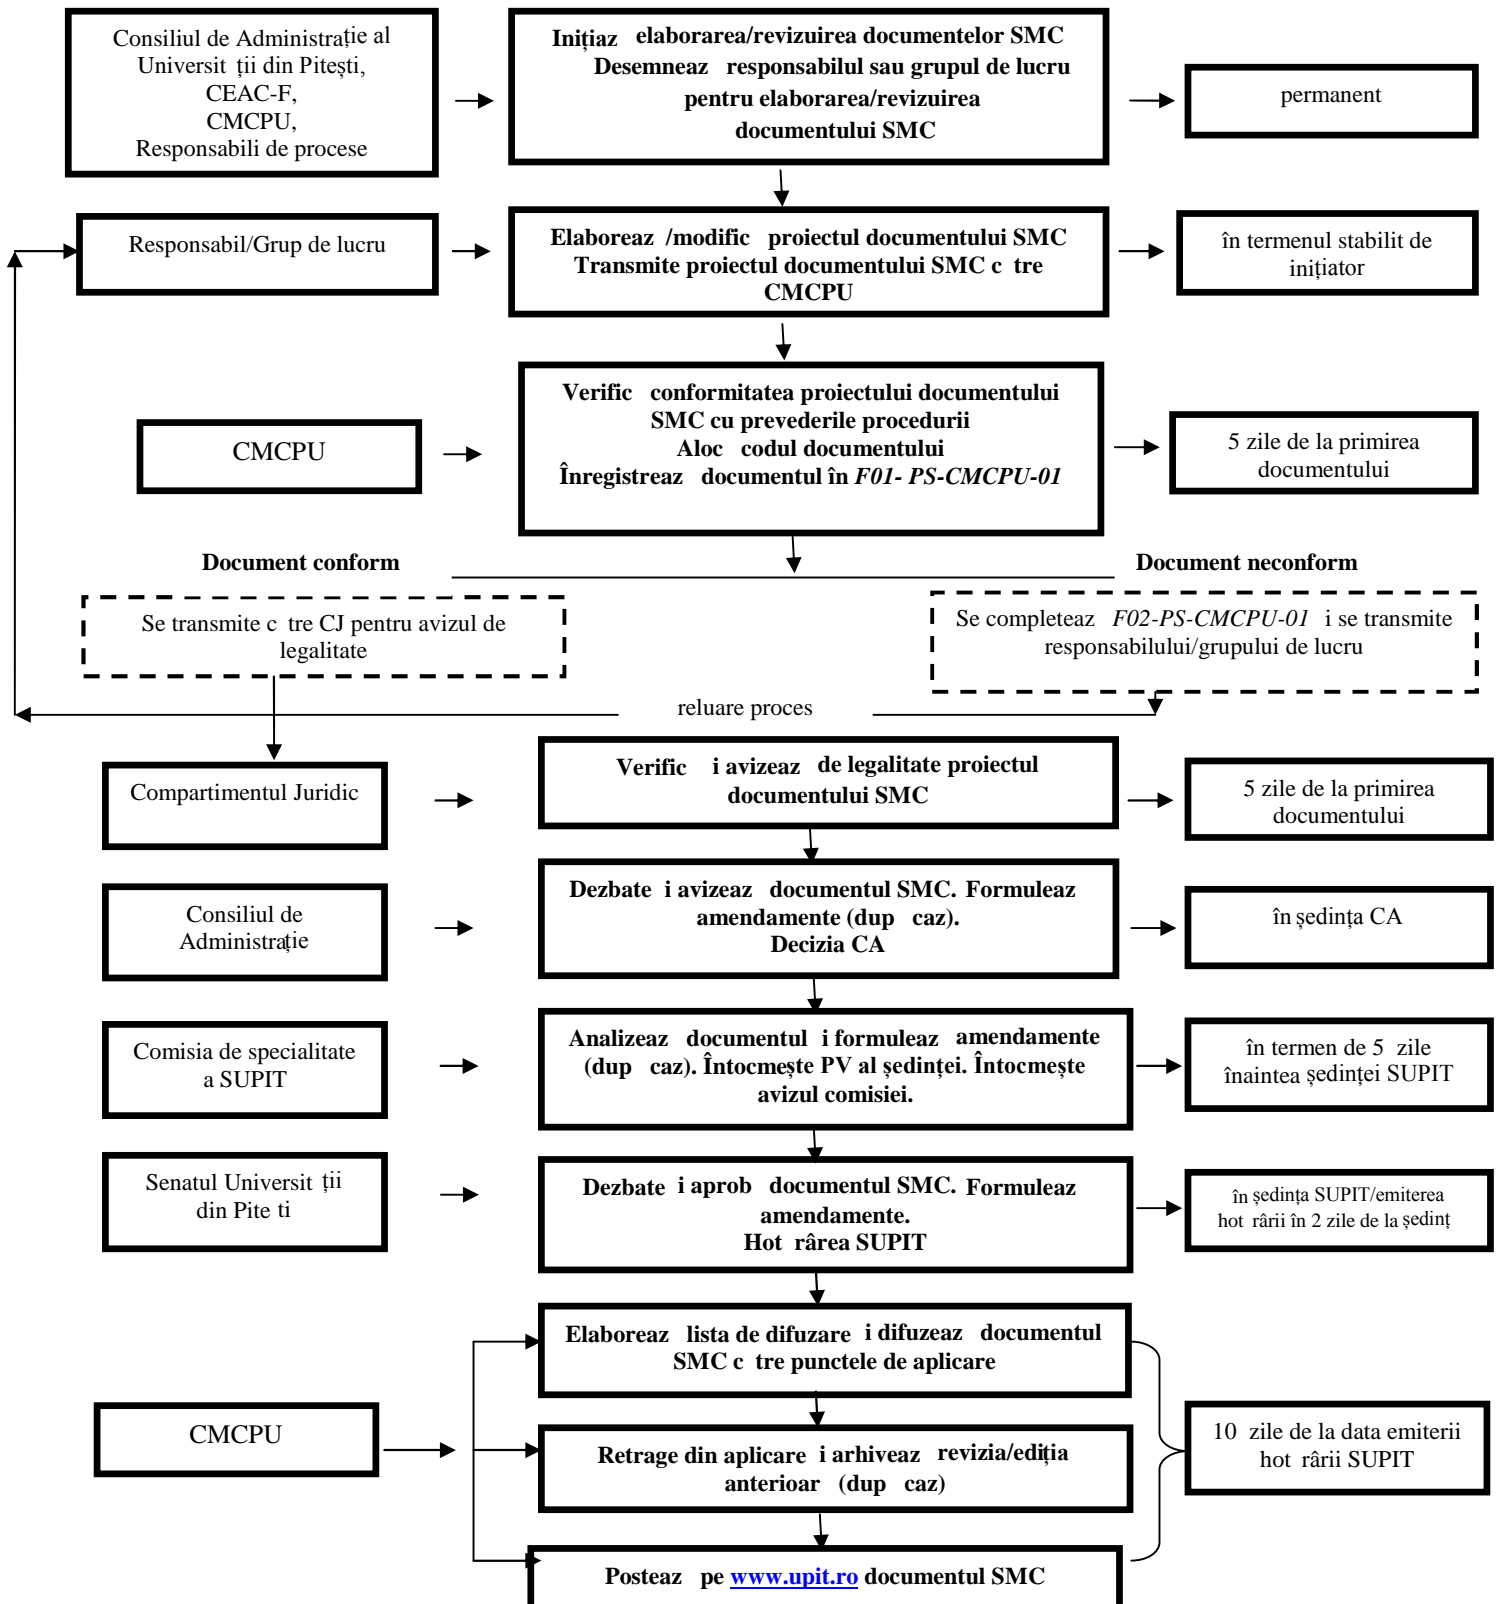 Consiliul de Administrație al
Universit ții din Pitești,
CEAC-F,
CMCPU,
Responsabili de procese
Inițiaz elaborarea/revizuirea documentelor SMC
Desemneaz responsabilul sau grupul de lucru
pentru elaborarea/revizuirea
documentului SMC
permanent
Responsabil/Grup de lucru
Elaboreaz /modific proiectul documentului SMC
Transmite proiectul documentului SMC c tre
CMCPU
în termenul stabilit de
inițiator
CMCPU
Verific conformitatea proiectului documentului
SMC cu prevederile procedurii
Aloc codul documentului
Înregistreaz documentul în F01- PS-CMCPU-01
5 zile de la primirea
documentului
Document conform
Document neconform
Se transmite c tre CJ pentru avizul de
legalitate
Se completeaz F02-PS-CMCPU-01 i se transmite
responsabilului/grupului de lucru
reluare proces
Compartimentul Juridic
Verific i avizeaz de legalitate proiectul
documentului SMC
5 zile de la primirea
documentului
Consiliul de
Administrație
Dezbate i avizeaz documentul SMC. Formuleaz
amendamente (dup caz).
Decizia CA
în ședința CA
Comisia de specialitate
a SUPIT
Analizeaz documentul i formuleaz amendamente
(dup caz). Întocmește PV al ședinței. Întocmește
avizul comisiei.
în termen de 5 zile
înaintea ședinței SUPIT
Senatul Universit ții
din Pite ti
Dezbate i aprob documentul SMC. Formuleaz
amendamente.
Hot rârea SUPIT
în ședința SUPIT/emiterea
hot rârii în 2 zile de la ședinț
CMCPU
Elaboreaz lista de difuzare i difuzeaz documentul
SMC c tre punctele de aplicare
Retrage din aplicare i arhiveaz revizia/ediția
anterioar (dup caz)
Posteaz pe www.upit.ro documentul SMC
10 zile de la data emiterii
hot rârii SUPIT